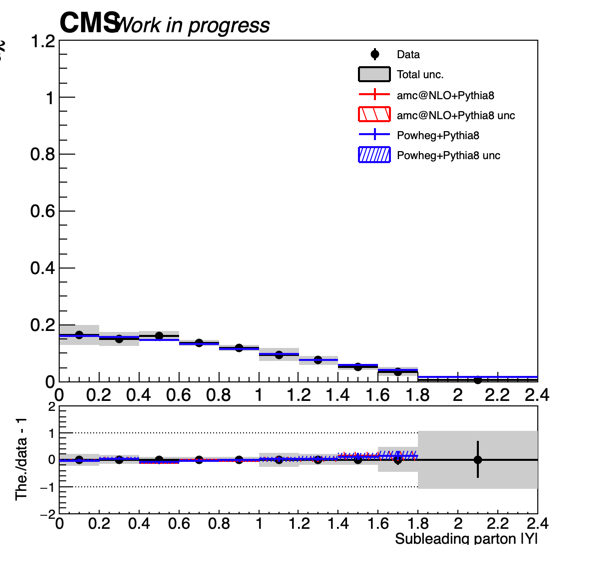 CMS Work in progress
1.2
Data
Total unc.
1
amc@NLO+Pythia8
amc@NLO+Pythia8 unc
Powheg+Pythia8
0.8
Powheg+Pythia8 unc
0.6
0.4
0.2
0
0 0.2 0.4 0.6 0.8 1 1.2 1.4 1.6 1.8 2 2.2 2.4
The./data - 1
2
1
0
−1
−2
0 0.2 0.4 0.6 0.8 1 1.2 1.4 1.6 1.8 2 2.2 2.4
Subleading parton |Y|